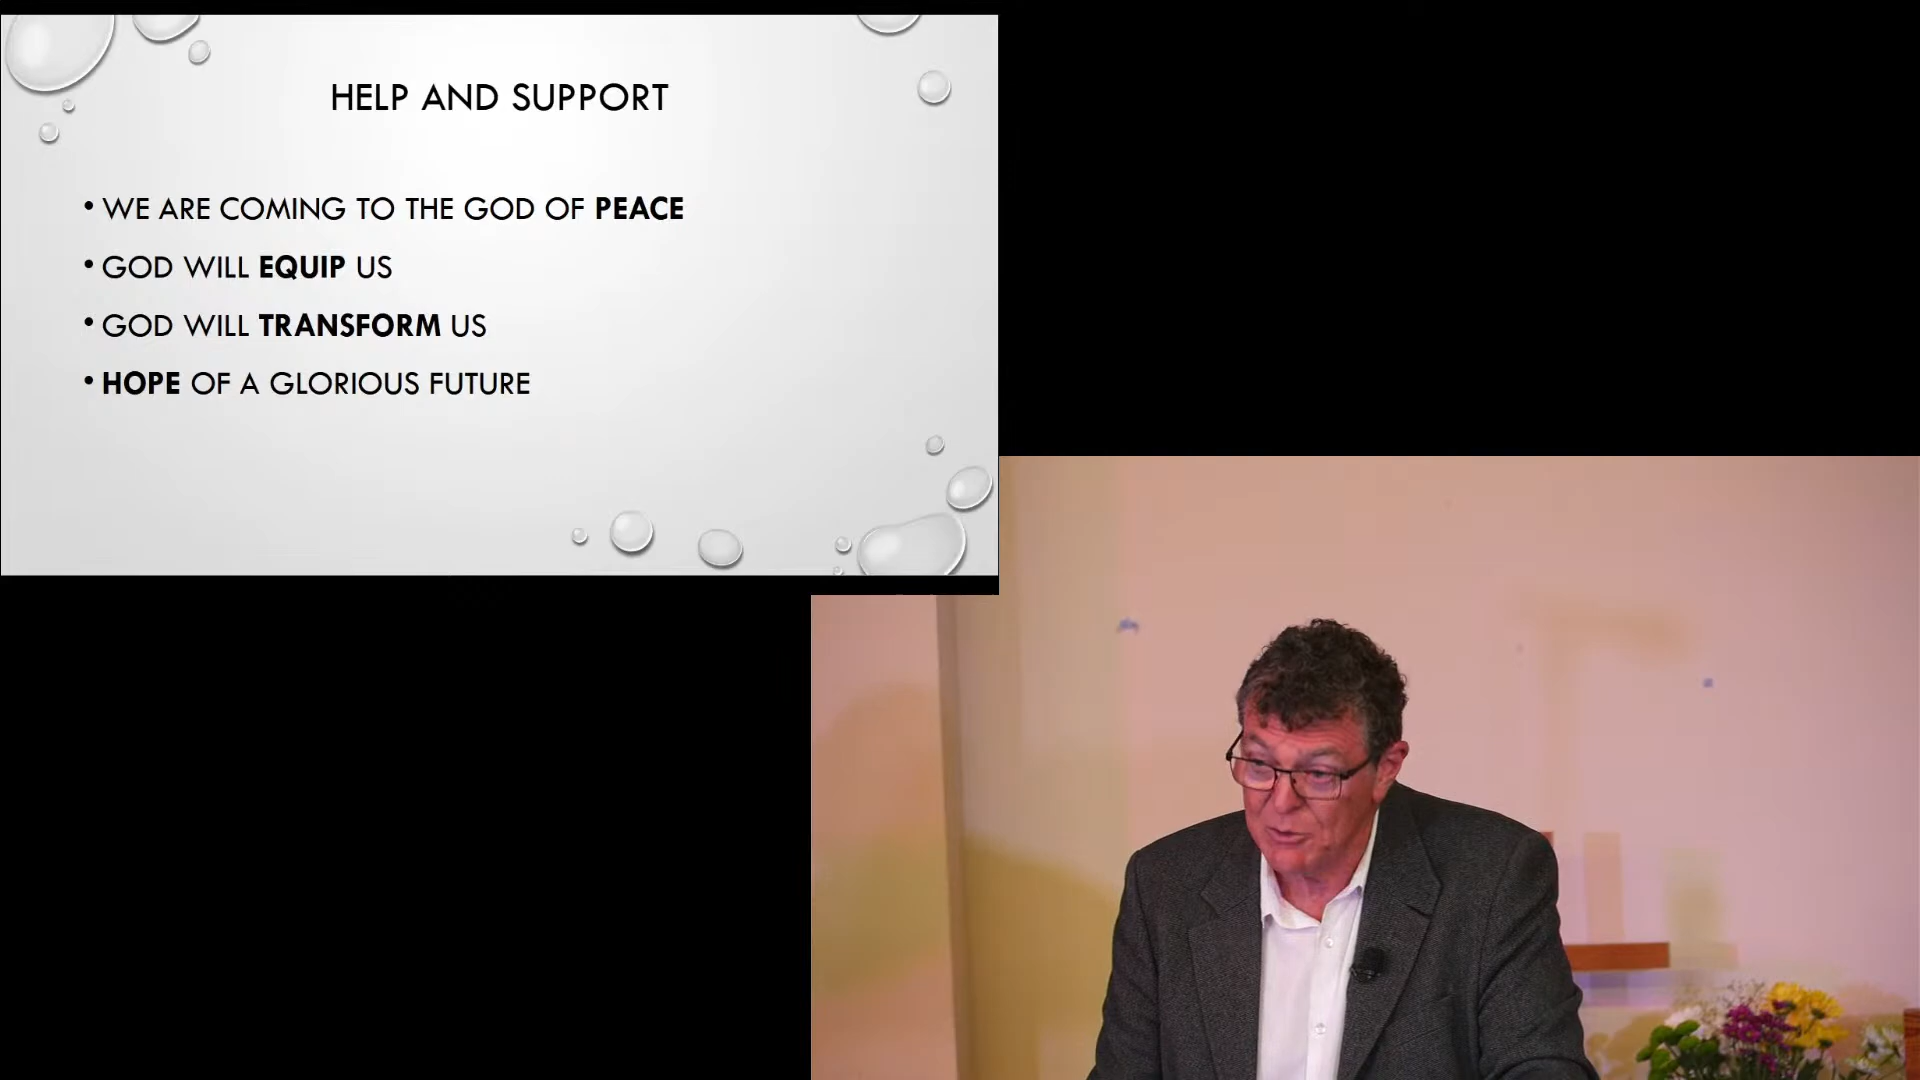 HELP AND SUPPORT
• WE ARE COMING TO THE GOD OF PEACE
• GOD WILL EQUIP US
• GOD WILL TRANSFORM US
• HOPE OF A GLORIOUS FUTURE